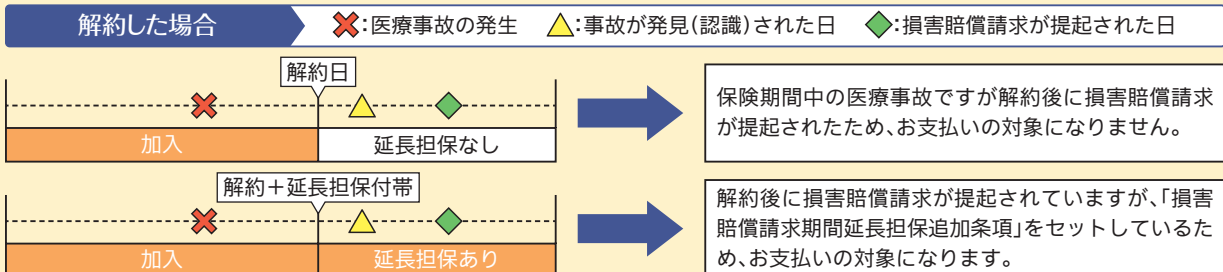 解約した場合
:医療事故の発生 :事故が発見(認識)された日 :損害賠償請求が提起された日
解約日
加入
延長担保なし
保険期間中の医療事故ですが解約後に損害賠償請求
が提起されたため、お支払いの対象になりません。
解約+延長担保付帯
加入
延長担保あり
解約後に損害賠償請求が提起されていますが、「損害
賠償請求期間延長担保追加条項」をセットしているた
め、お支払いの対象になります。